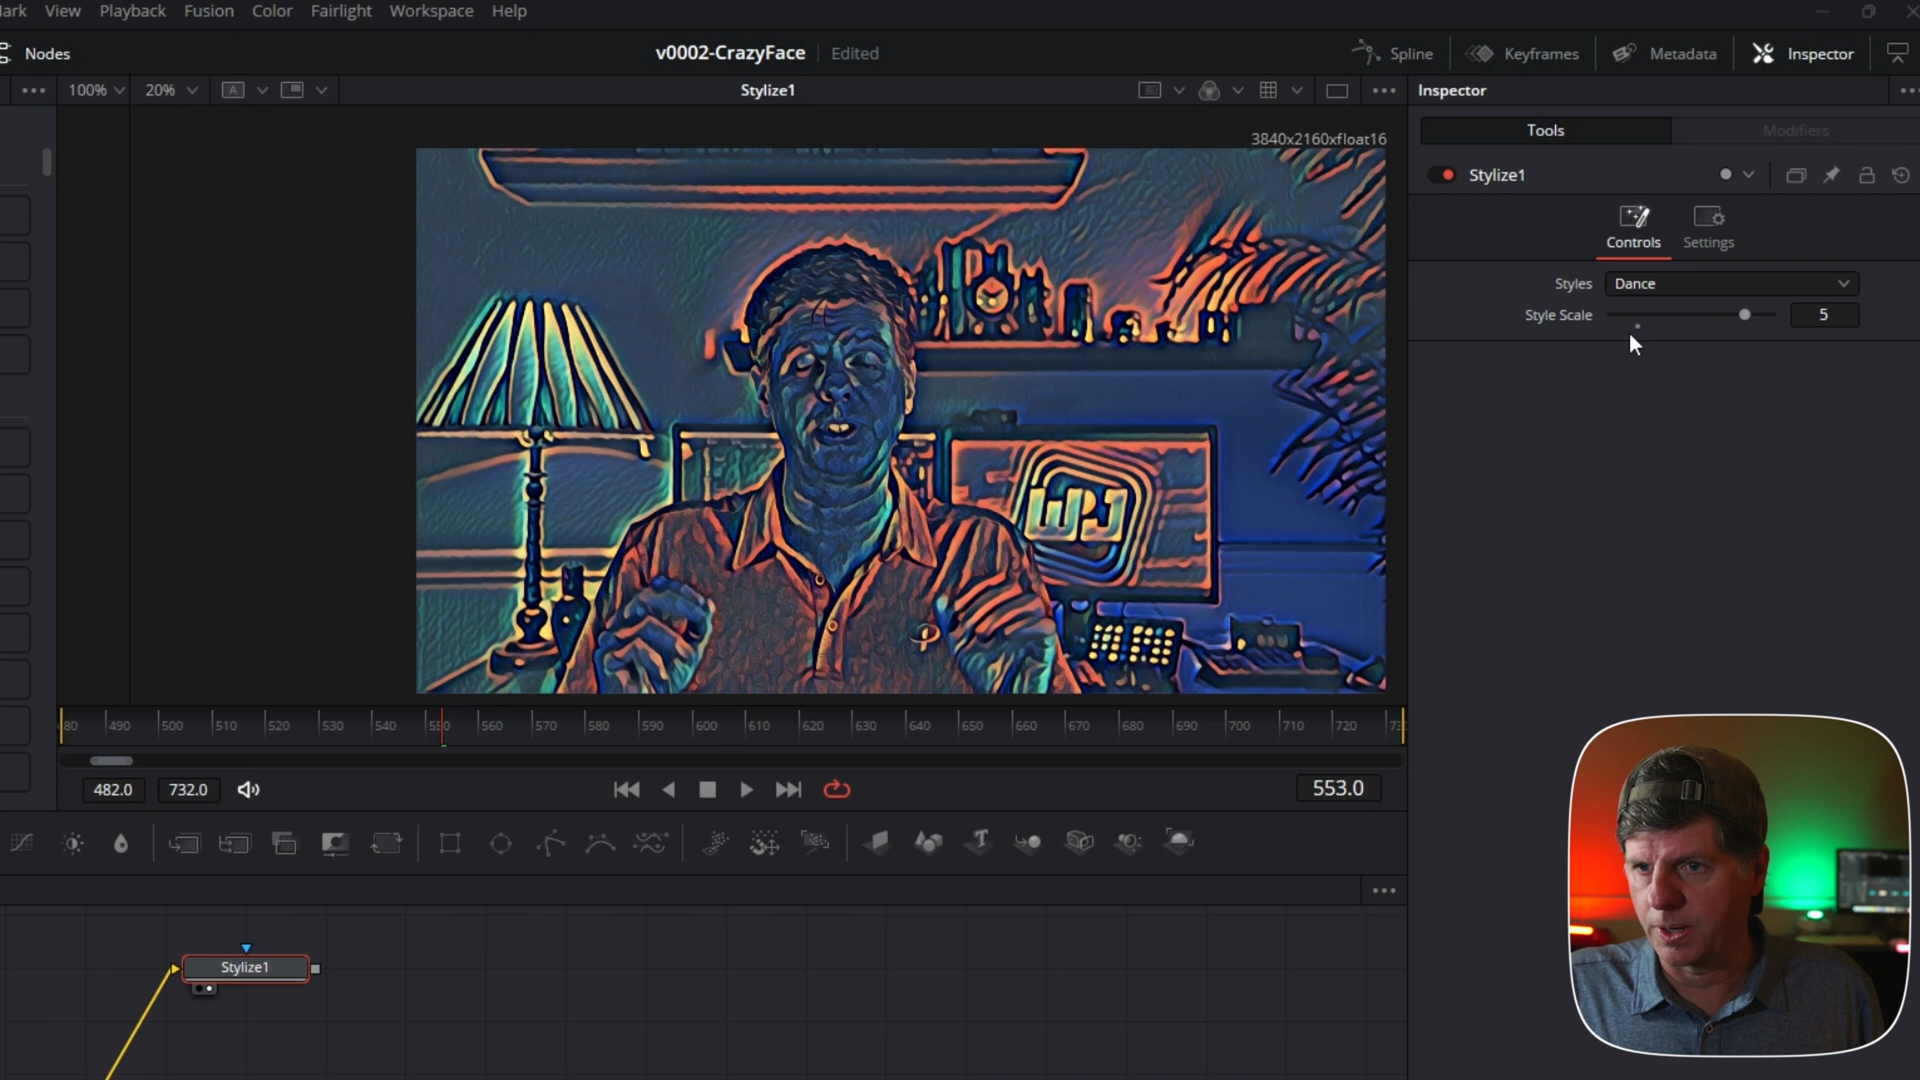 Mark View Playback Fusion Color Fairlight Workspace Help
Nodes v0002-CrazyFace Edited Spline Keyframes Metadata Inspector
100% 20% A Stylize1 Inspector
3840x2160xfloat16
Tools Modifiers
Stylize1
Controls Settings
Styles Dance
Style Scale 5
WPJ
490 500 510 520 530 540 550 560 570 580 590 600 610 620 630 640 650 660 670 680 690 700 710 720
482.0 732.0 553.0
Stylize1